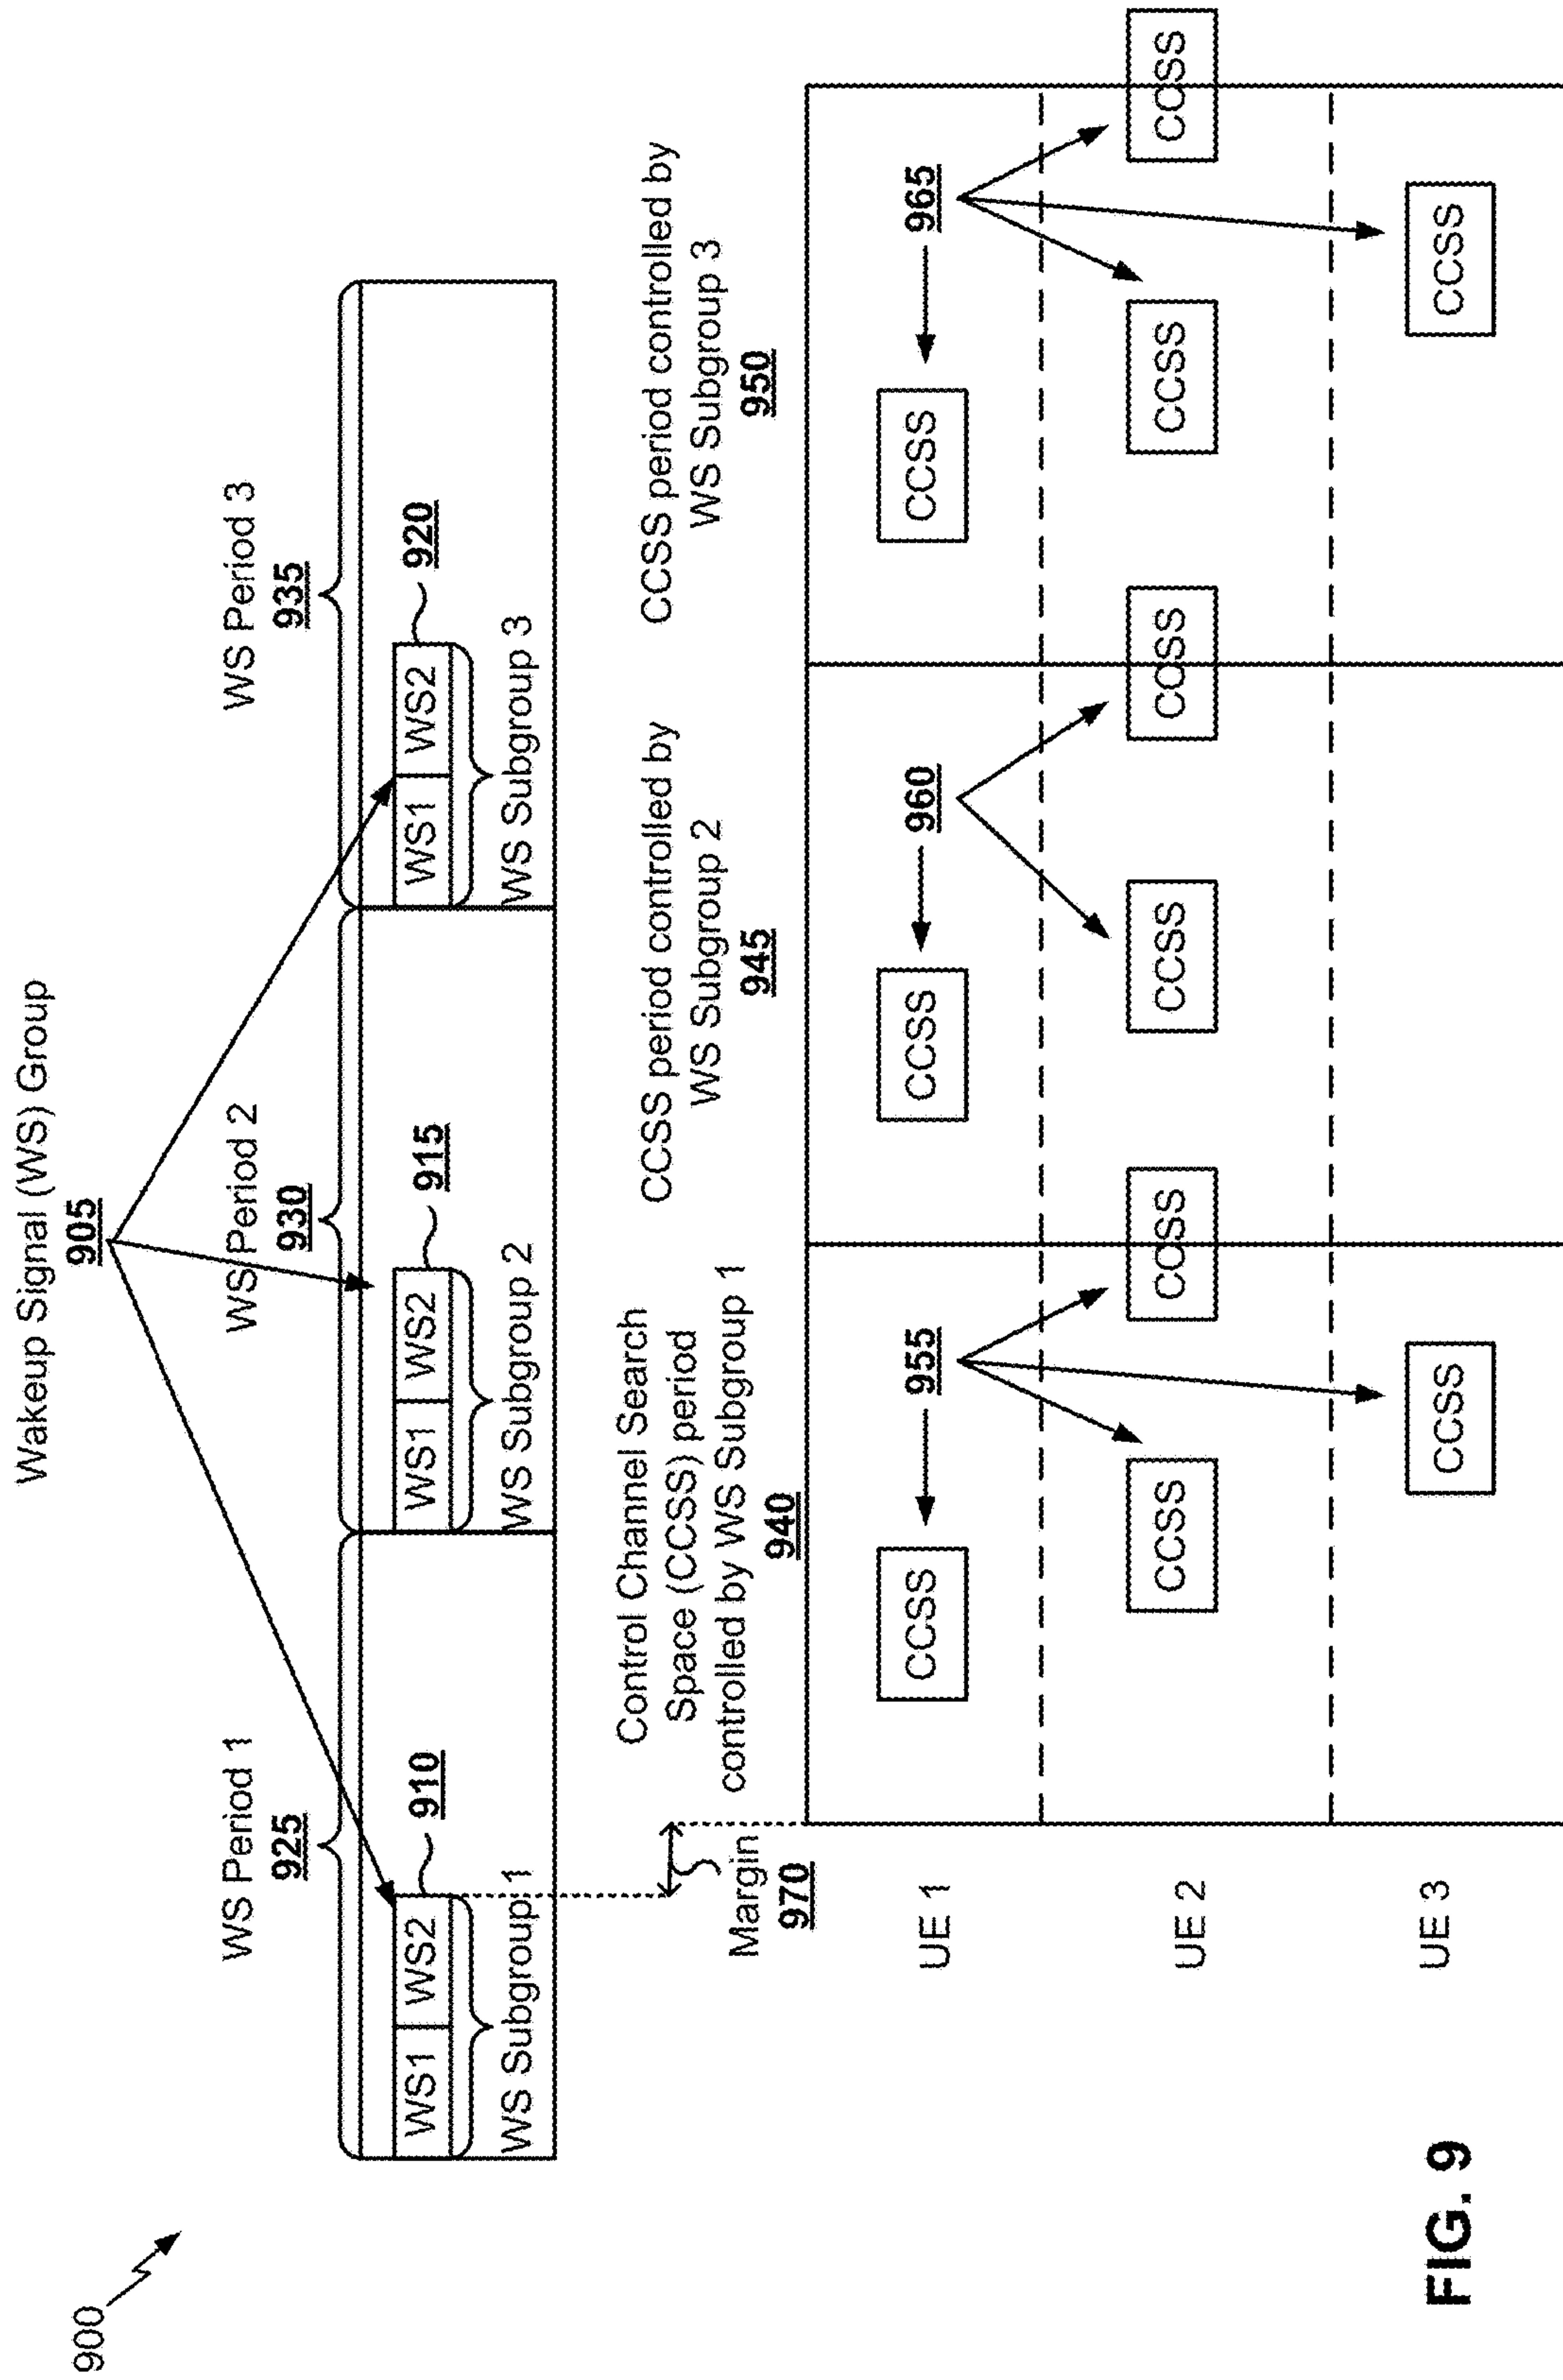 900
Wakeup Signal (WS) Group
905
WS Period 1
925
WS Period 2
930
WS Period 3
935
WS1
WS2
910
WS Subgroup 1
WS1
WS2
915
WS Subgroup 2
WS1
WS2
920
WS Subgroup 3
Margin
970
Control Channel Search
Space (CCSS) period
controlled by WS Subgroup 1
940
CCSS period controlled by
WS Subgroup 2
945
CCSS period controlled by
WS Subgroup 3
950
UE 1
CCSS
955
CCSS
960
CCSS
965
UE 2
CCSS
CCSS
CCSS
CCSS
CCSS
CCSS
UE 3
CCSS
CCSS
FIG. 9